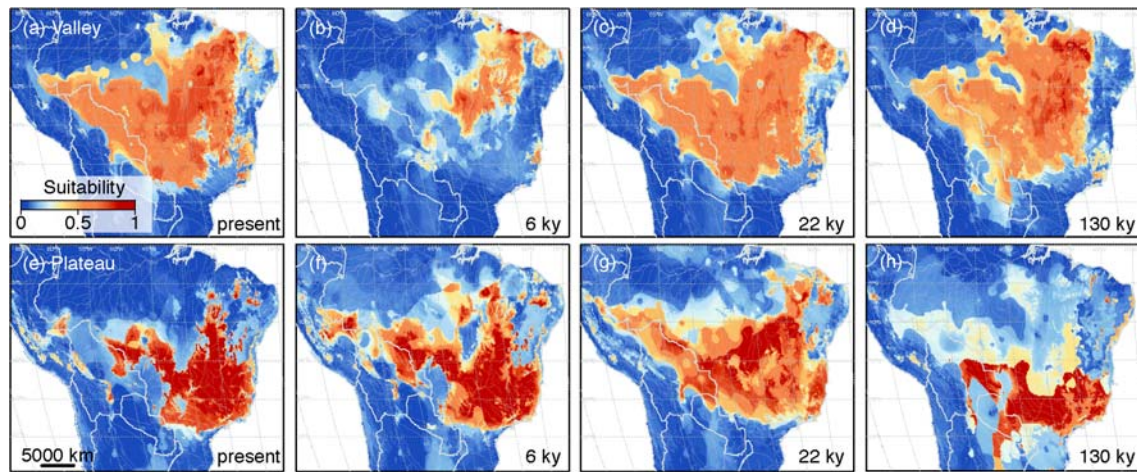 (a) Valley
Suitability
0 0.5 1
present
(b)
6 ky
(c)
22 ky
(d)
130 ky
(e) Plateau
5000 km
present
(f)
6 ky
(g)
22 ky
(h)
130 ky